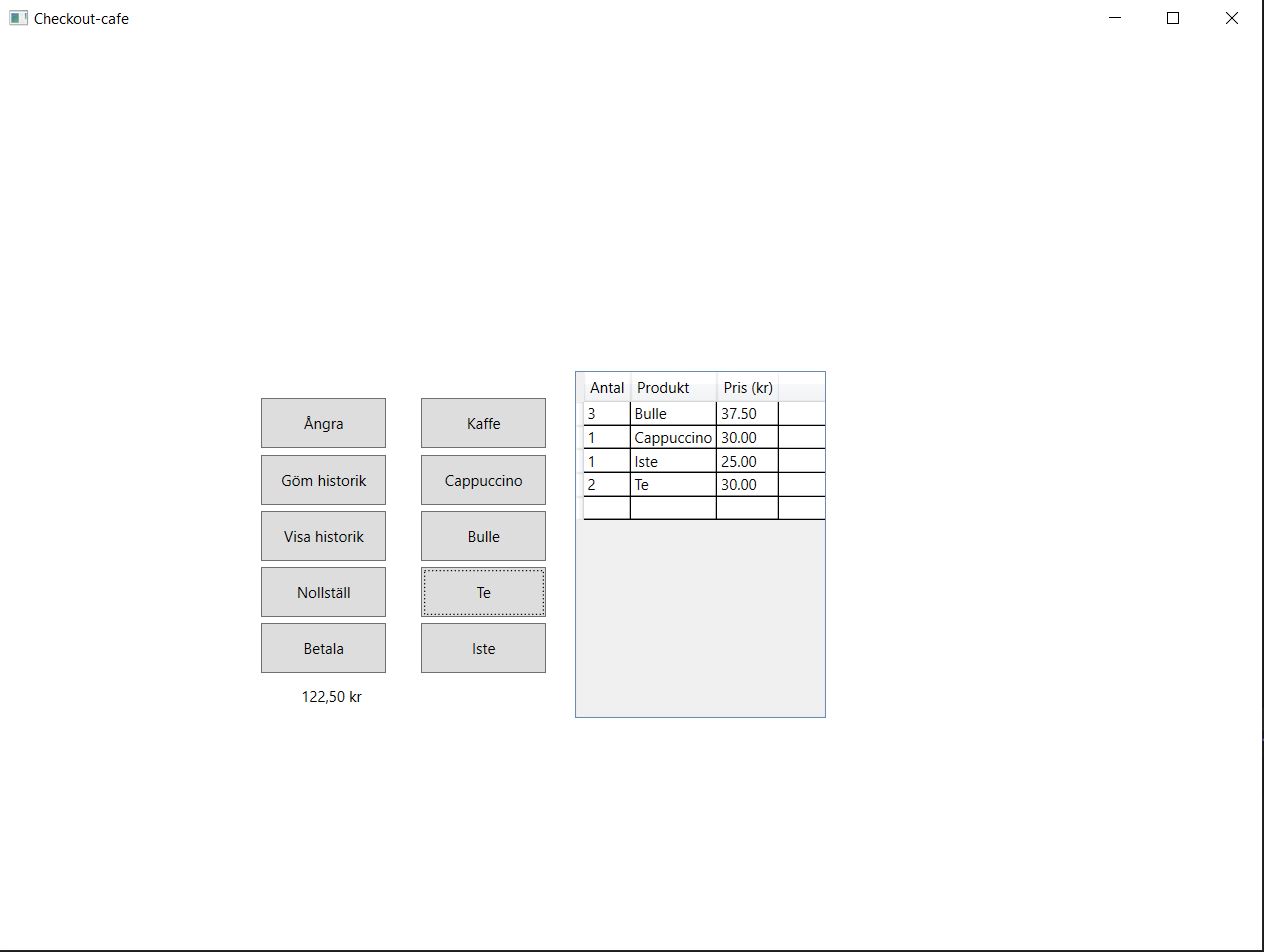 Checkout-cafe
Ångra
Göm historik
Visa historik
Nollställ
Betala
122,50 kr
Kaffe
Cappuccino
Bulle
Te
Iste
Antal Produkt Pris (kr)
3 Bulle 37.50
1 Cappuccino 30.00
1 Iste 25.00
2 Te 30.00